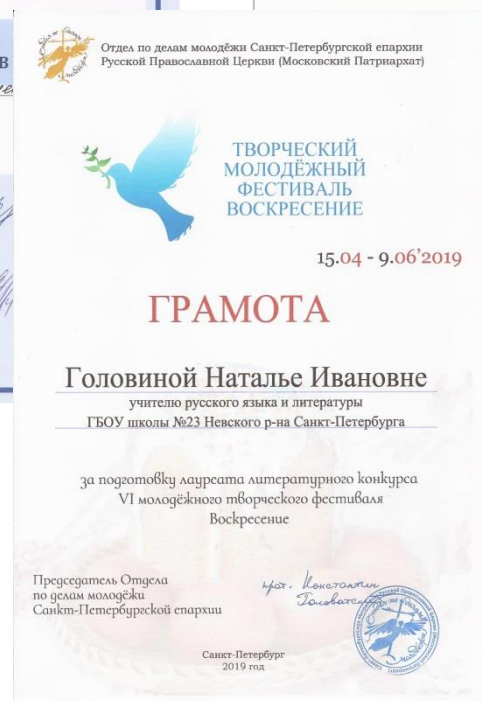 Отдел по делам молодёжи Санкт-Петербургской епархии
Русской Православной Церкви (Московский Патриархат)
ТВОРЧЕСКИЙ
МОЛОДЁЖНЫЙ
ФЕСТИВАЛЬ
ВОСКРЕСЕНИЕ
15.04 - 9.06’2019
ГРАМОТА
Головиной Наталье Ивановне
учителю русского языка и литературы
ГБОУ школы №23 Невского р-на Санкт-Петербурга
за подготовку лауреата литературного конкурса
VI молодёжного творческого фестиваля
Воскресение
Председатель Отдела
по делам молодёжи
Санкт-Петербургской епархии
прот. Константин
Санкт-Петербург
2019 год